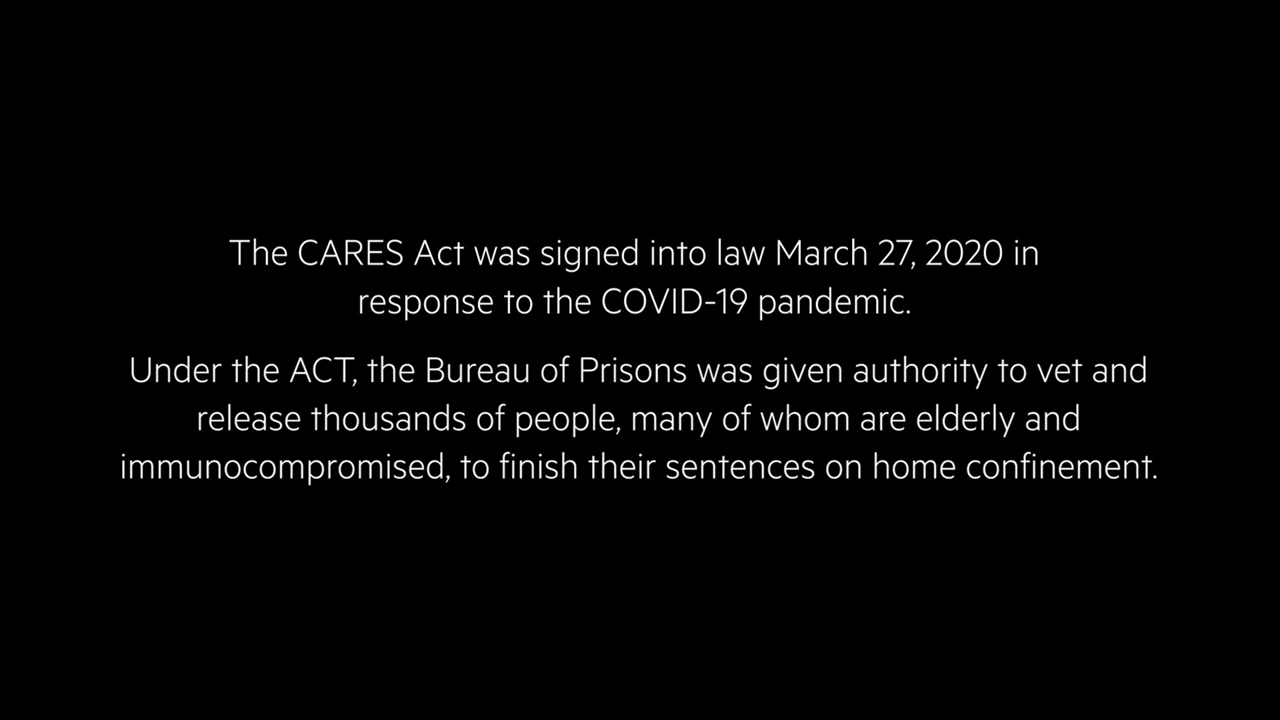 The CARES Act was signed into law March 27, 2020 in
response to the COVID-19 pandemic.
Under the ACT, the Bureau of Prisons was given authority to vet and
release thousands of people, many of whom are elderly and
immunocompromised, to finish their sentences on home confinement.